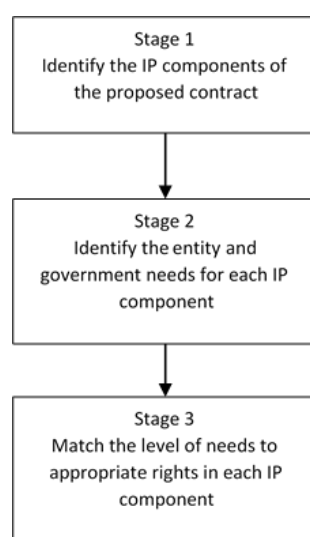 Stage 1
Identify the IP components of
the proposed contract
Stage 2
Identify the entity and
government needs for each IP
component
Stage 3
Match the level of needs to
appropriate rights in each IP
component